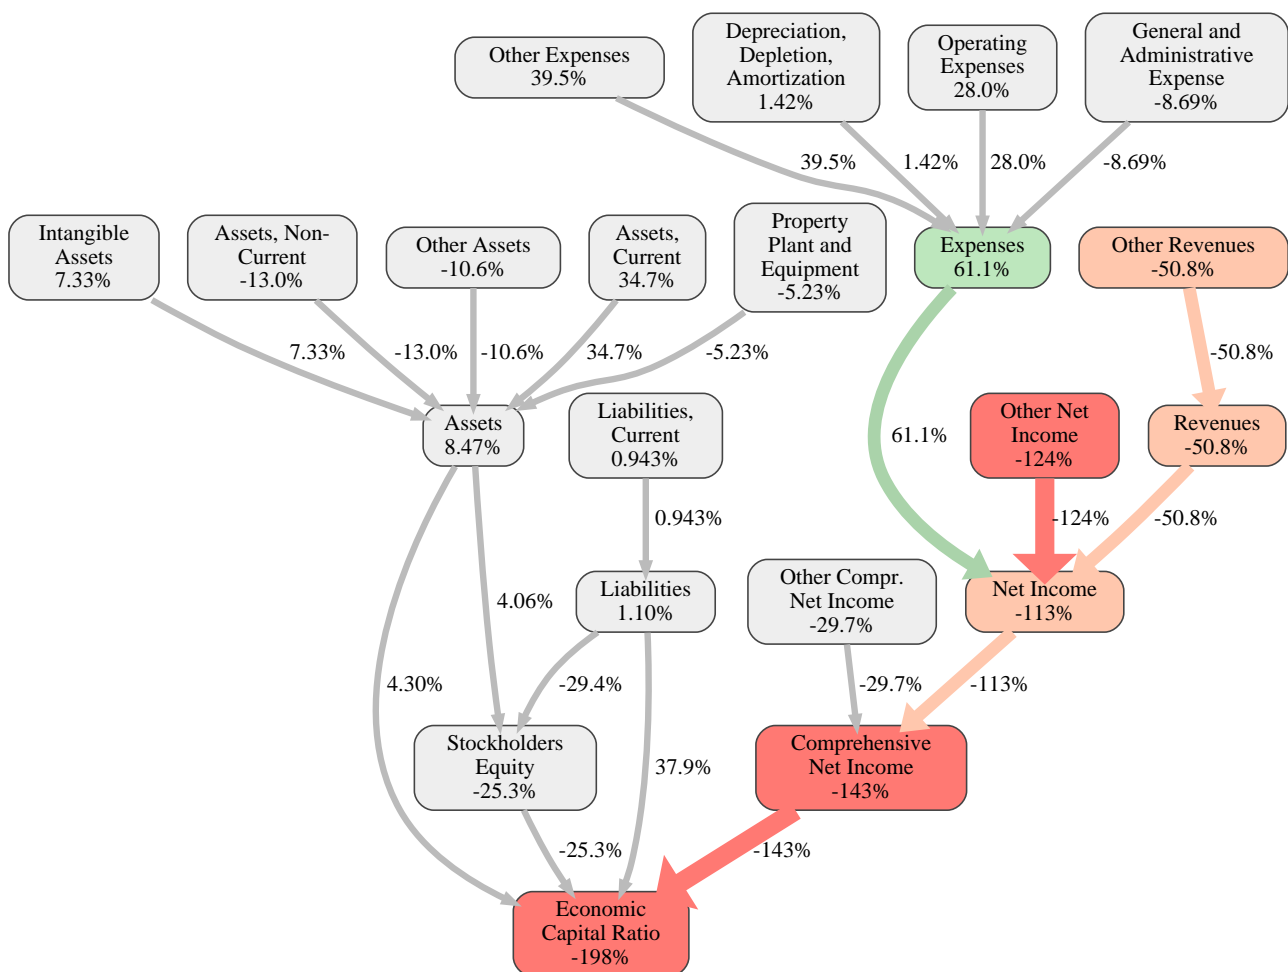 Other Expenses
39.5%
Depreciation,
Depletion,
Amortization
1.42%
Operating
Expenses
28.0%
General and
Administrative
Expense
-8.69%
39.5%
1.42%
28.0%
-8.69%
Intangible
Assets
7.33%
Assets, Non-
Current
-13.0%
Other Assets
-10.6%
Assets,
Current
34.7%
Property
Plant and
Equipment
-5.23%
Expenses
61.1%
Other Revenues
-50.8%
7.33%
-13.0%
-10.6%
34.7%
-5.23%
-50.8%
Assets
8.47%
Liabilities,
Current
0.943%
61.1%
Other Net
Income
-124%
Revenues
-50.8%
0.943%
-124%
-50.8%
4.06%
Liabilities
1.10%
Other Compr.
Net Income
-29.7%
Net Income
-113%
4.30%
-29.4%
-29.7%
-113%
Stockholders
Equity
-25.3%
37.9%
Comprehensive
Net Income
-143%
-25.3%
-143%
Economic
Capital Ratio
-198%